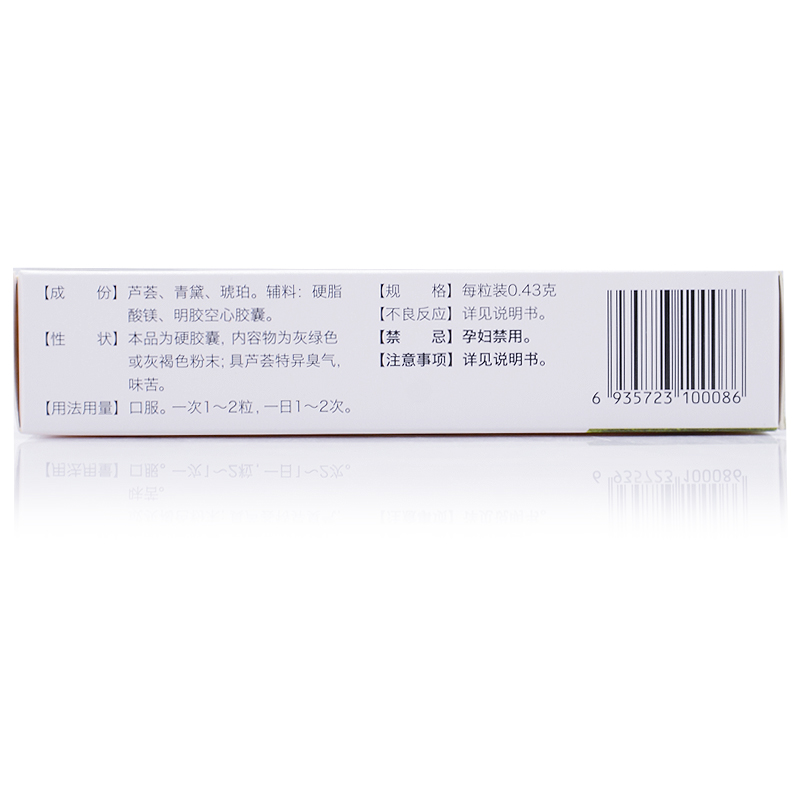 【成　份】芦荟、青黛、琥珀。辅料：硬脂
酸镁、明胶空心胶囊。
【性　状】本品为硬胶囊，内容物为灰绿色
或灰褐色粉末；具芦荟特异臭气，
味苦。
【用法用量】口服。一次1～2粒，一日1～2次。
【规　格】每粒装0.43克
【不良反应】详见说明书。
【禁　忌】孕妇禁用。
【注意事项】详见说明书。
6 935723 100086